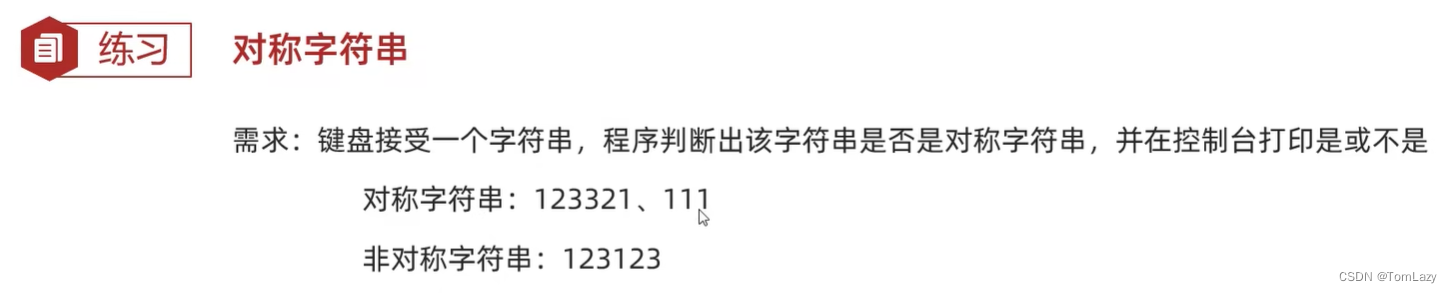 练习 对称字符串
需求：键盘接受一个字符串，程序判断出该字符串是否是对称字符串，并在控制台打印是或不是
对称字符串：123321、111
非对称字符串：123123
CSDN @TomLazy